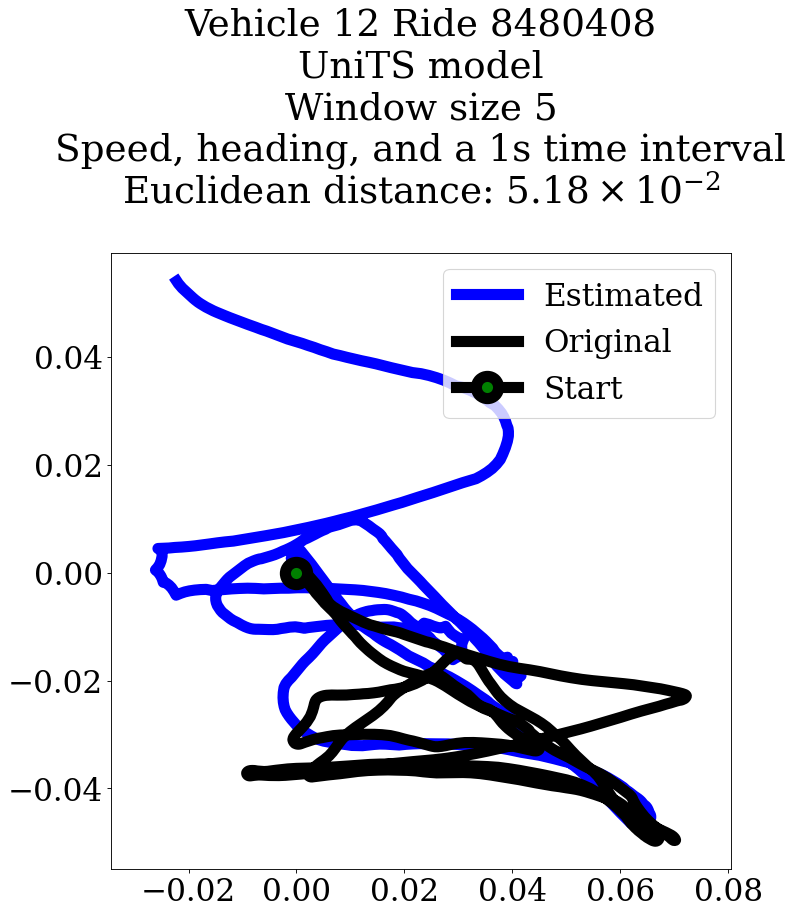 Vehicle 12 Ride 8480408
UniTS model
Window size 5
Speed, heading, and a 1s time interval
Euclidean distance: 5.18 × 10⁻²
Estimated
Original
Start
0.04
0.02
0.00
−0.02
−0.04
−0.02 0.00 0.02 0.04 0.06 0.08